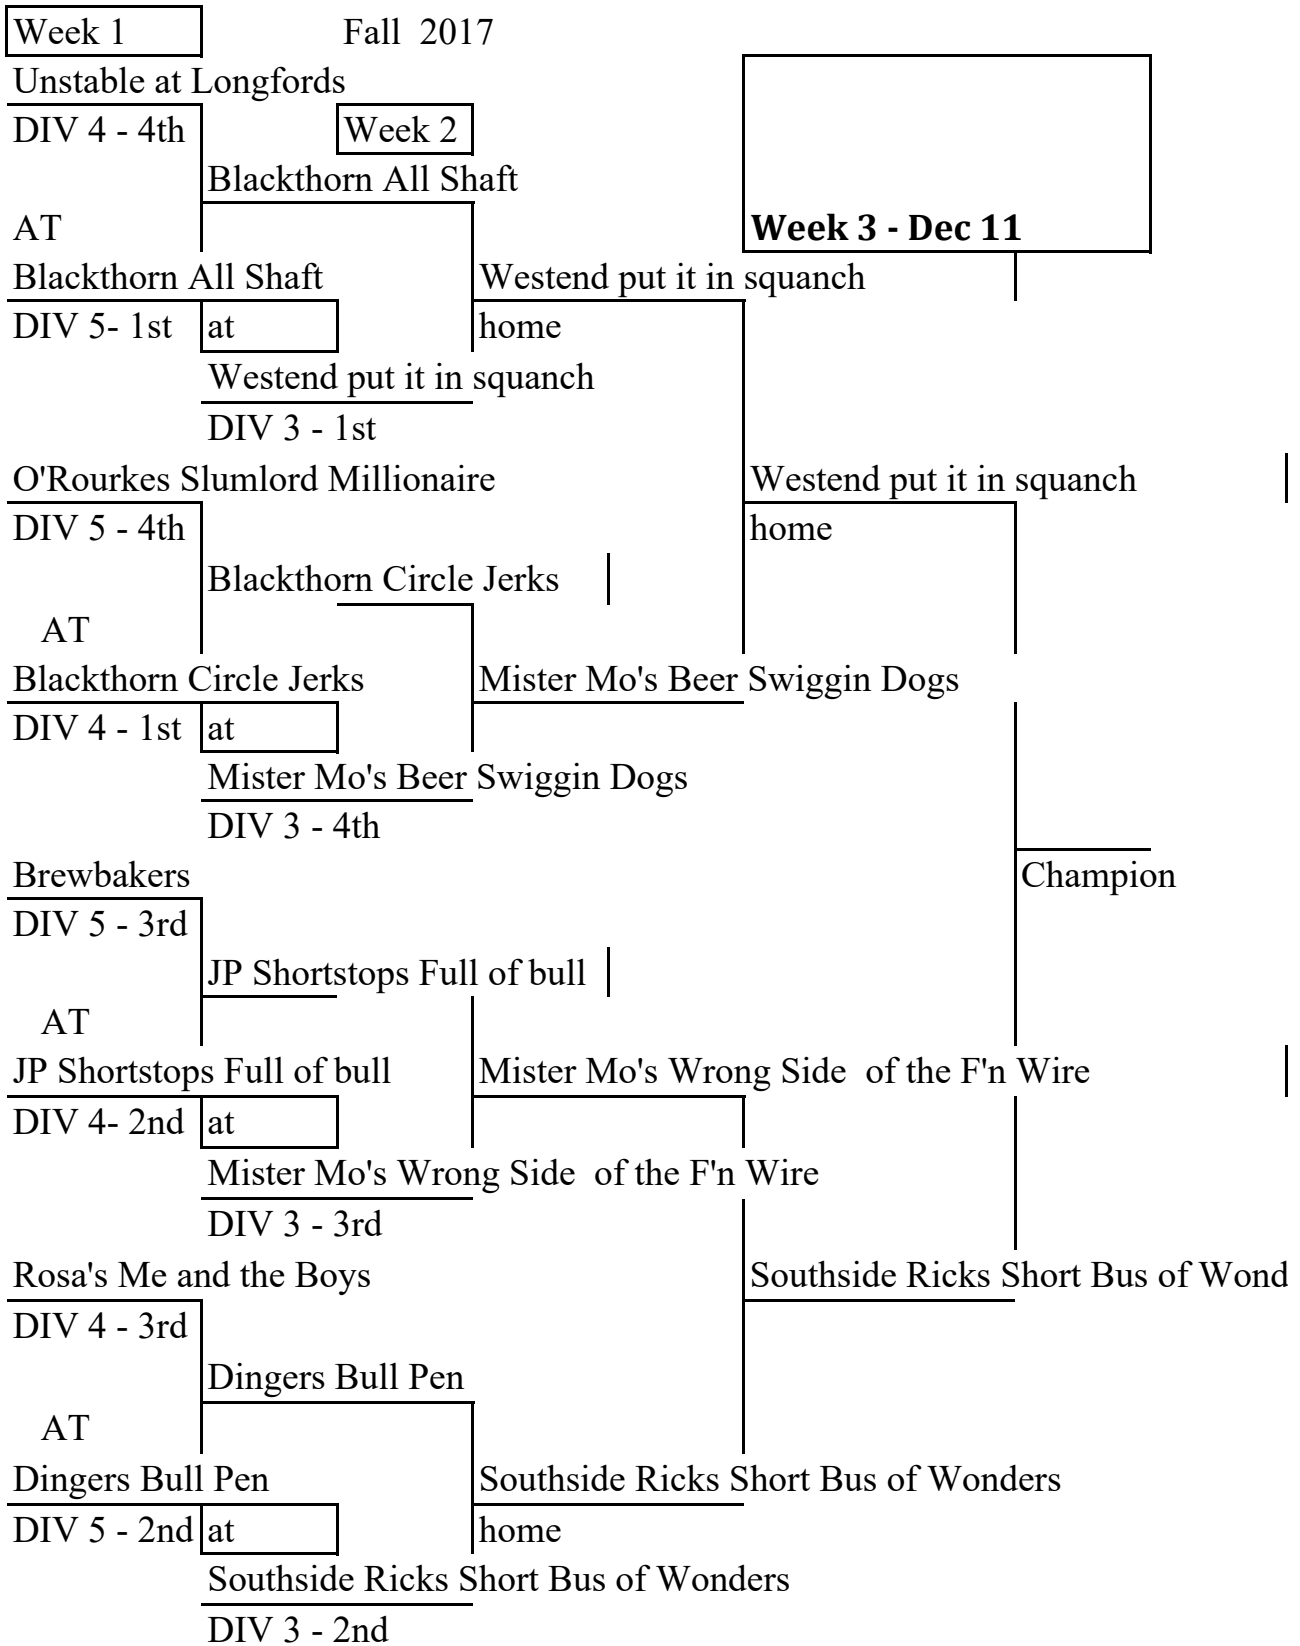 Week 1 Fall 2017
Unstable at Longfords
DIV 4 - 4th Week 2
Blackthorn All Shaft
AT Week 3 - Dec 11
Blackthorn All Shaft Westend put it in squanch
DIV 5- 1st at home
Westend put it in squanch
DIV 3 - 1st
O'Rourkes Slumlord Millionaire Westend put it in squanch
DIV 5 - 4th home
Blackthorn Circle Jerks
AT
Blackthorn Circle Jerks Mister Mo's Beer Swiggin Dogs
DIV 4 - 1st at
Mister Mo's Beer Swiggin Dogs
DIV 3 - 4th
Brewbakers Champion
DIV 5 - 3rd
JP Shortstops Full of bull
AT
JP Shortstops Full of bull Mister Mo's Wrong Side of the F'n Wire
DIV 4- 2nd at
Mister Mo's Wrong Side of the F'n Wire
DIV 3 - 3rd
Rosa's Me and the Boys Southside Ricks Short Bus of Wond
DIV 4 - 3rd
Dingers Bull Pen
AT
Dingers Bull Pen Southside Ricks Short Bus of Wonders
DIV 5 - 2nd at home
Southside Ricks Short Bus of Wonders
DIV 3 - 2nd